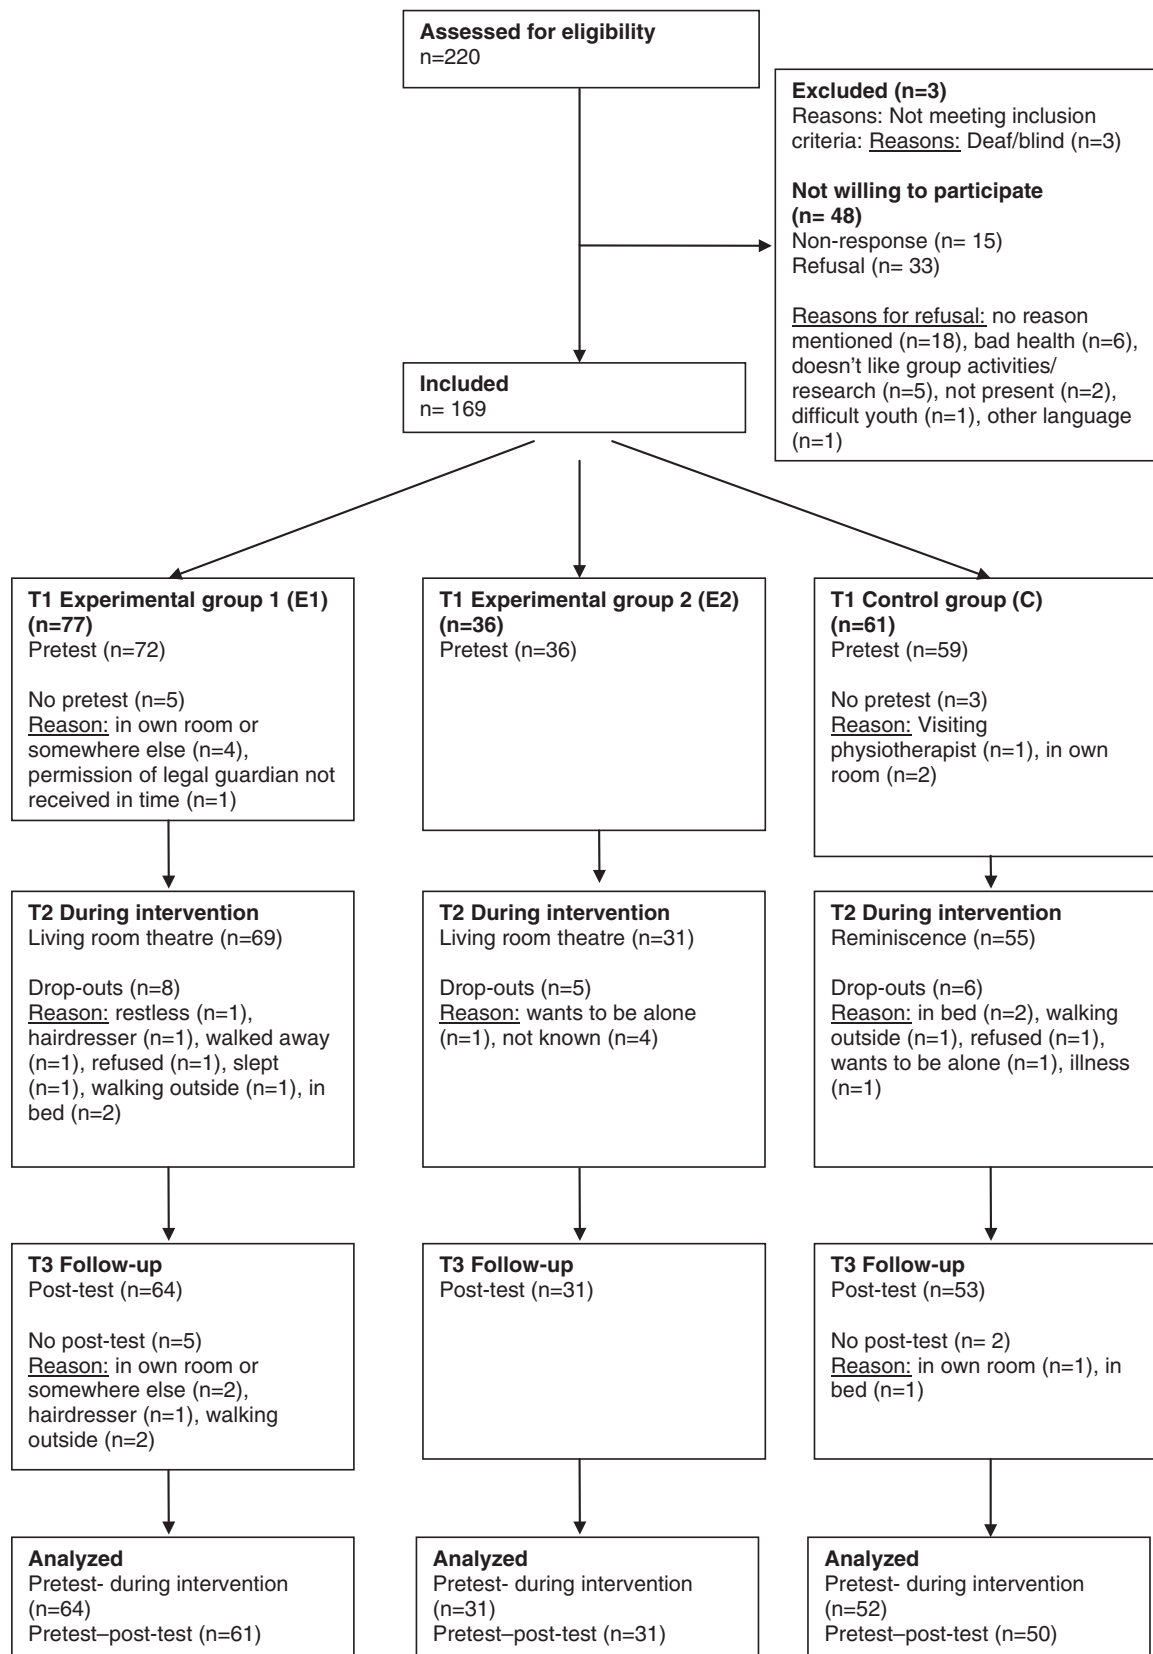 Assessed for eligibility
n=220
Excluded (n=3)
Reasons: Not meeting inclusion
criteria: Reasons: Deaf/blind (n=3)
Not willing to participate
(n= 48)
Non-response (n= 15)
Refusal (n= 33)
Reasons for refusal: no reason
mentioned (n=18), bad health (n=6),
doesn't like group activities/
research (n=5), not present (n=2),
difficult youth (n=1), other language
(n=1)
Included
n= 169
T1 Experimental group 1 (E1)
(n=77)
Pretest (n=72)
No pretest (n=5)
Reason: in own room or
somewhere else (n=4),
permission of legal guardian not
received in time (n=1)
T1 Experimental group 2 (E2)
(n=36)
Pretest (n=36)
T1 Control group (C)
(n=61)
Pretest (n=59)
No pretest (n=3)
Reason: Visiting
physiotherapist (n=1), in own
room (n=2)
T2 During intervention
Living room theatre (n=69)
Drop-outs (n=8)
Reason: restless (n=1),
hairdresser (n=1), walked away
(n=1), refused (n=1), slept
(n=1), walking outside (n=1), in
bed (n=2)
T2 During intervention
Living room theatre (n=31)
Drop-outs (n=5)
Reason: wants to be alone
(n=1), not known (n=4)
T2 During intervention
Reminiscence (n=55)
Drop-outs (n=6)
Reason: in bed (n=2), walking
outside (n=1), refused (n=1),
wants to be alone (n=1), illness
(n=1)
T3 Follow-up
Post-test (n=64)
No post-test (n=5)
Reason: in own room or
somewhere else (n=2),
hairdresser (n=1), walking
outside (n=2)
T3 Follow-up
Post-test (n=31)
T3 Follow-up
Post-test (n=53)
No post-test (n= 2)
Reason: in own room (n=1), in
bed (n=1)
Analyzed
Pretest- during intervention
(n=64)
Pretest–post-test (n=61)
Analyzed
Pretest- during intervention
(n=31)
Pretest–post-test (n=31)
Analyzed
Pretest- during intervention
(n=52)
Pretest–post-test (n=50)